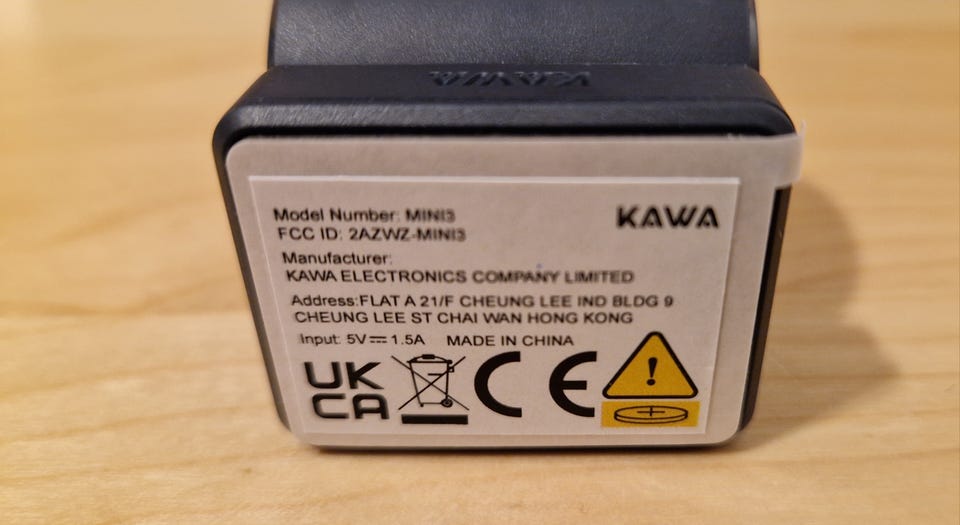 KAWA
Model Number: MINI3
KAWA
FCC ID: 2AZWZ-MINI3
Manufacturer:
KAWA ELECTRONICS COMPANY LIMITED
Address:FLAT A 21/F CHEUNG LEE IND BLDG 9
CHEUNG LEE ST CHAI WAN HONG KONG
Input: 5V⎓1.5A MADE IN CHINA
UK
CA
CE